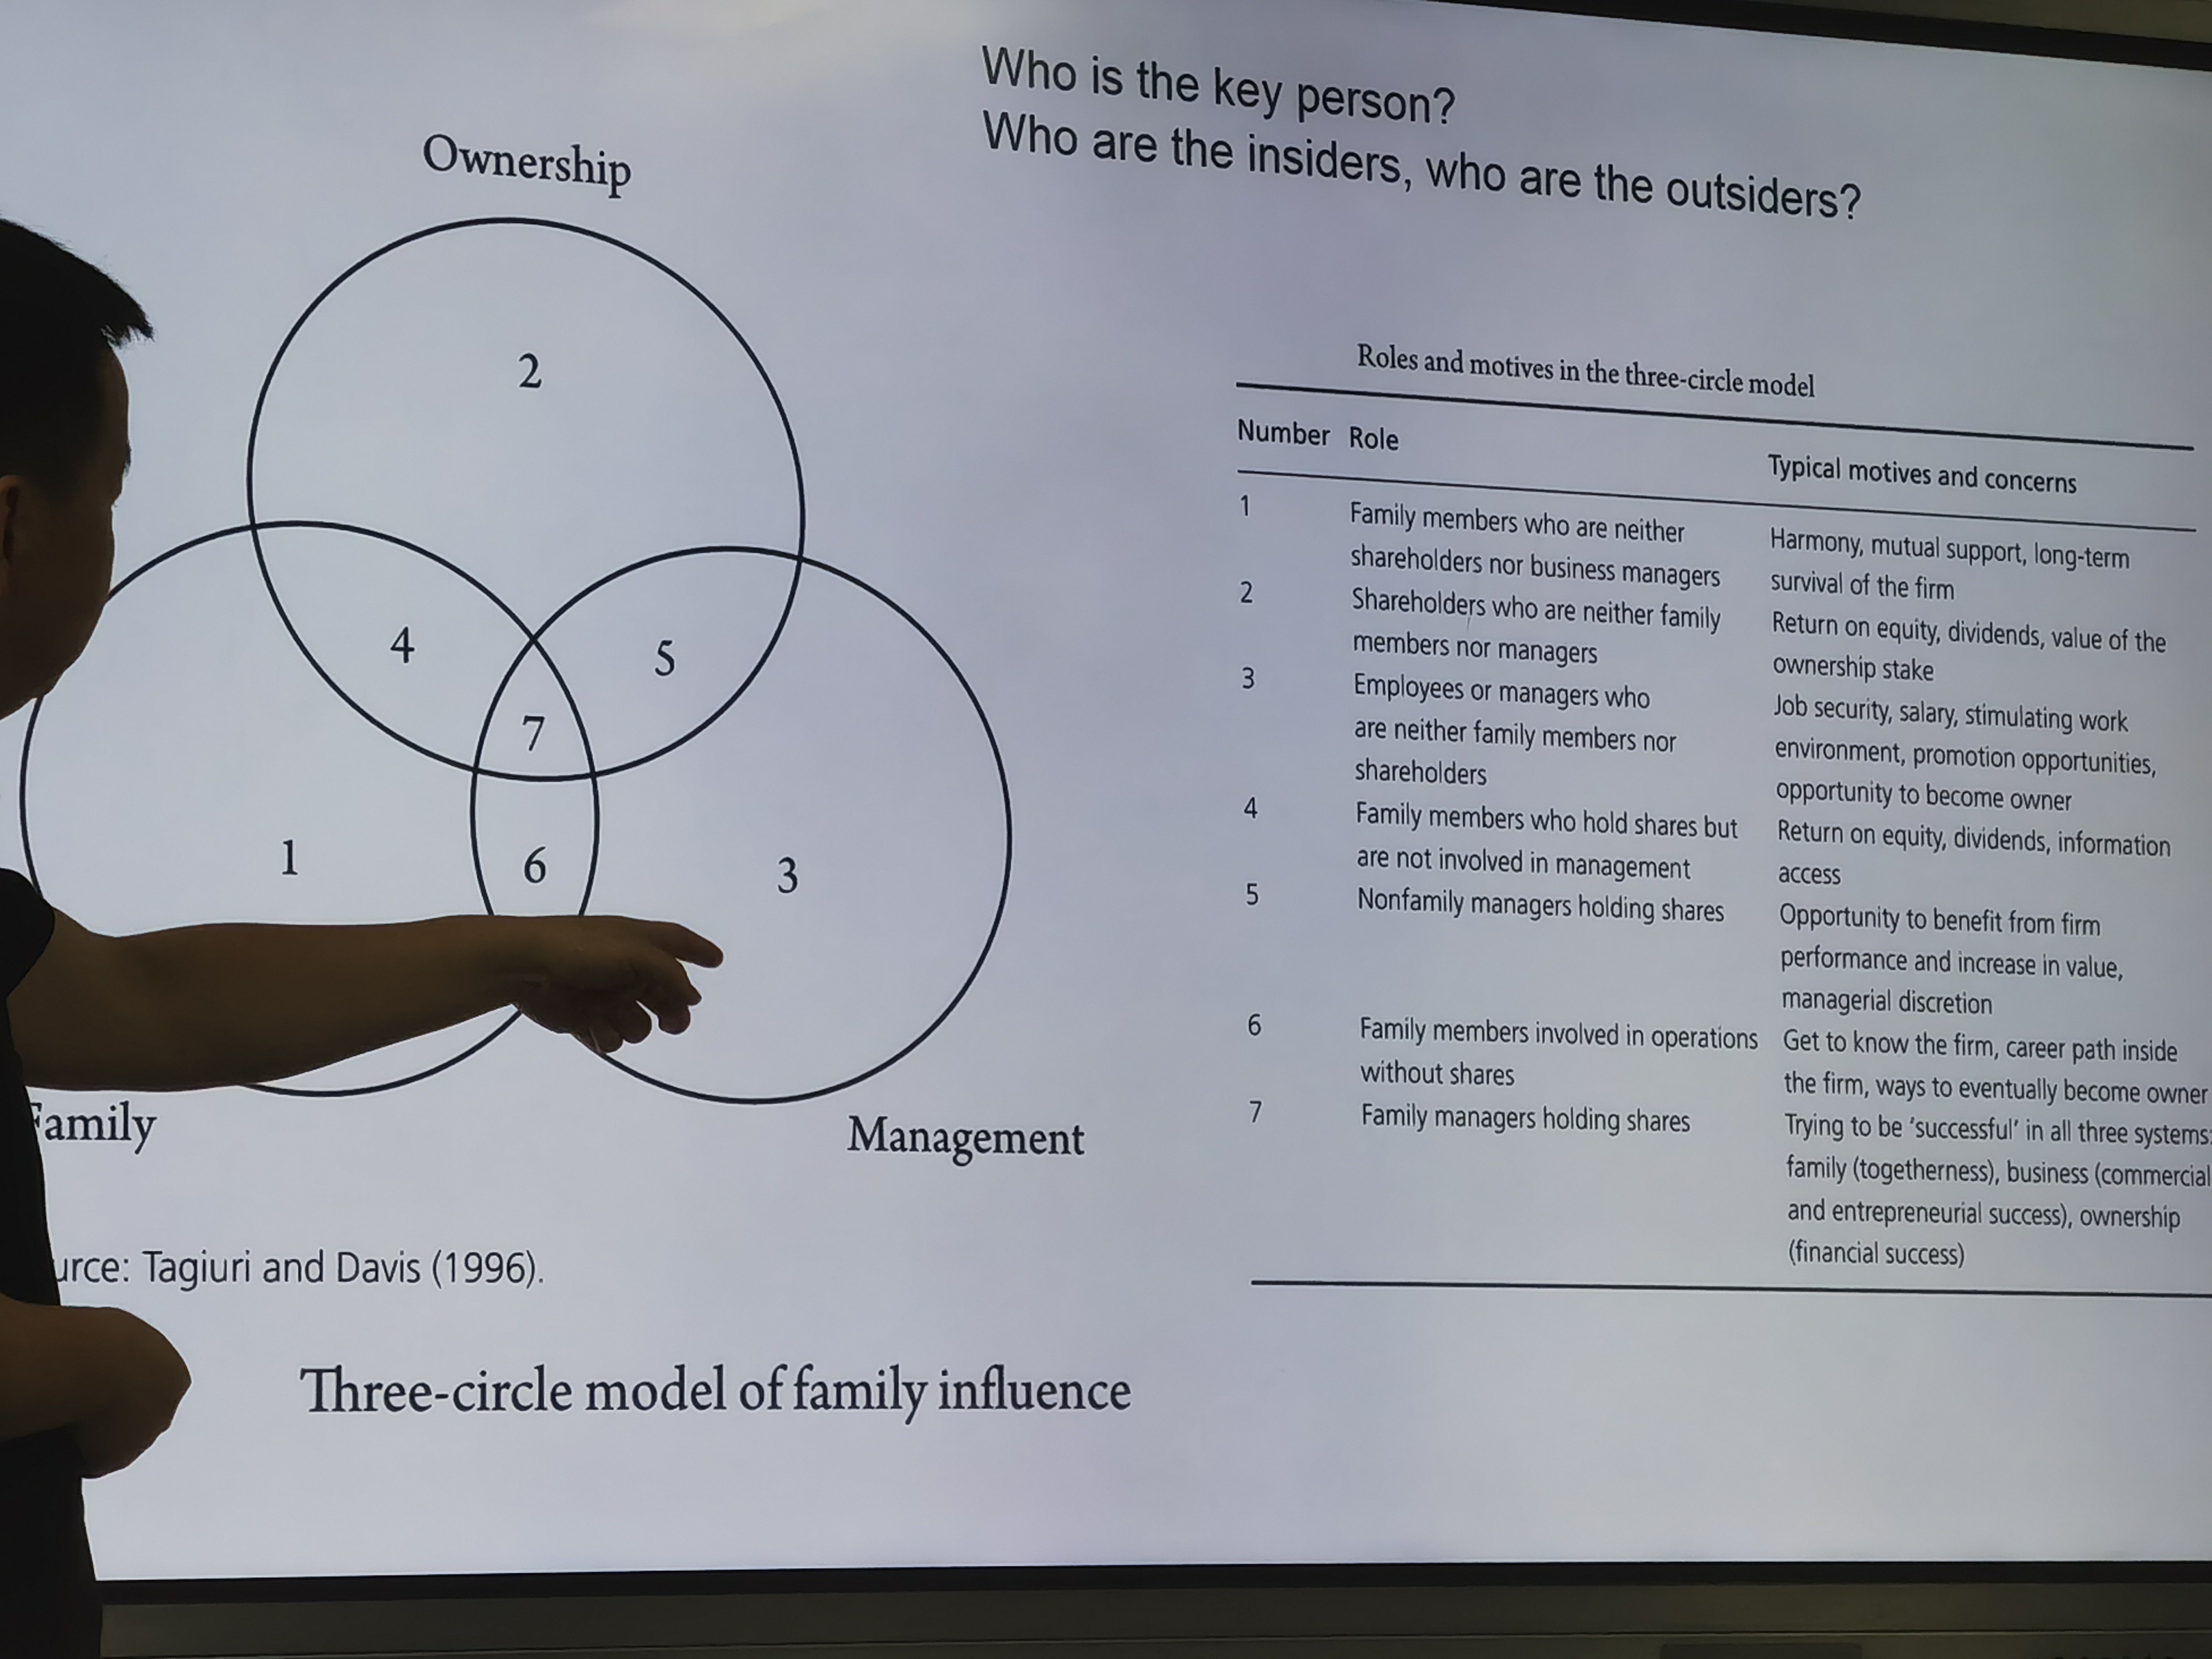 Who is the key person?
Who are the insiders, who are the outsiders?
Ownership
2
4
5
7
1
6
3
Family
Management
urce: Tagiuri and Davis (1996).
Three-circle model of family influence
Roles and motives in the three-circle model
Number Role Typical motives and concerns
1 Family members who are neither Harmony, mutual support, long-term
shareholders nor business managers survival of the firm
2 Shareholders who are neither family Return on equity, dividends, value of the
members nor managers ownership stake
3 Employees or managers who Job security, salary, stimulating work
are neither family members nor environment, promotion opportunities,
shareholders opportunity to become owner
4 Family members who hold shares but Return on equity, dividends, information
are not involved in management access
5 Nonfamily managers holding shares Opportunity to benefit from firm
performance and increase in value,
managerial discretion
6 Family members involved in operations Get to know the firm, career path inside
without shares the firm, ways to eventually become owner
7 Family managers holding shares Trying to be ‘successful’ in all three systems:
family (togetherness), business (commercial
and entrepreneurial success), ownership
(financial success)